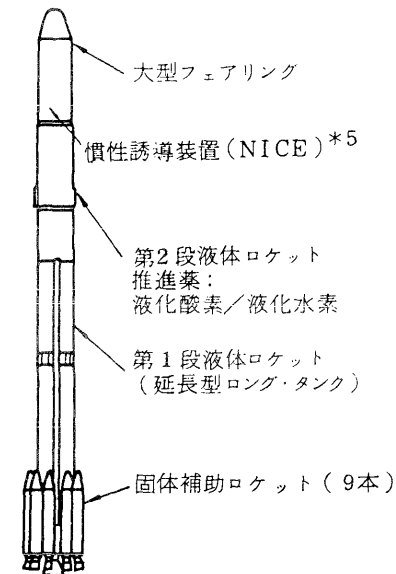 大型フェアリング
慣性誘導装置(NICE)*5
第2段液体ロケット
推進薬:
液化酸素/液化水素
第1段液体ロケット
(延長型ロング・タンク)
固体補助ロケット(9本)